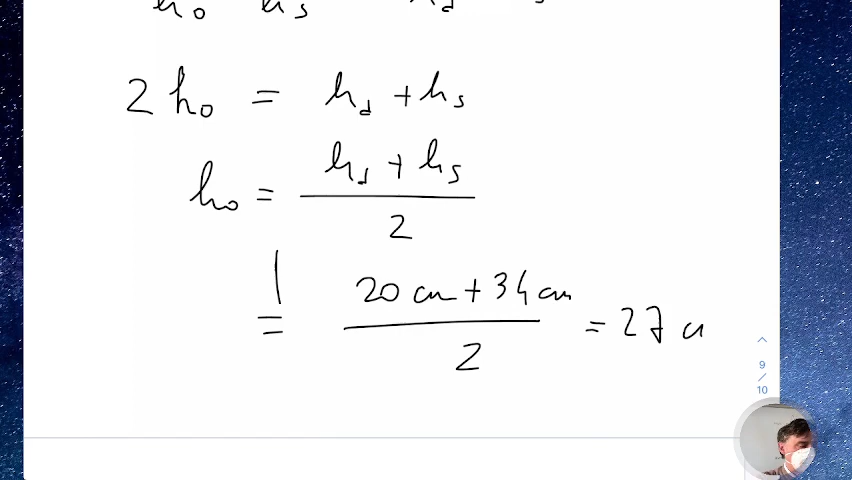 2 h₀ = h_d + h_s
h₀ = (h_d + h_s) / 2
= (20 cm + 34 cm) / 2 = 27 c
9
/
10